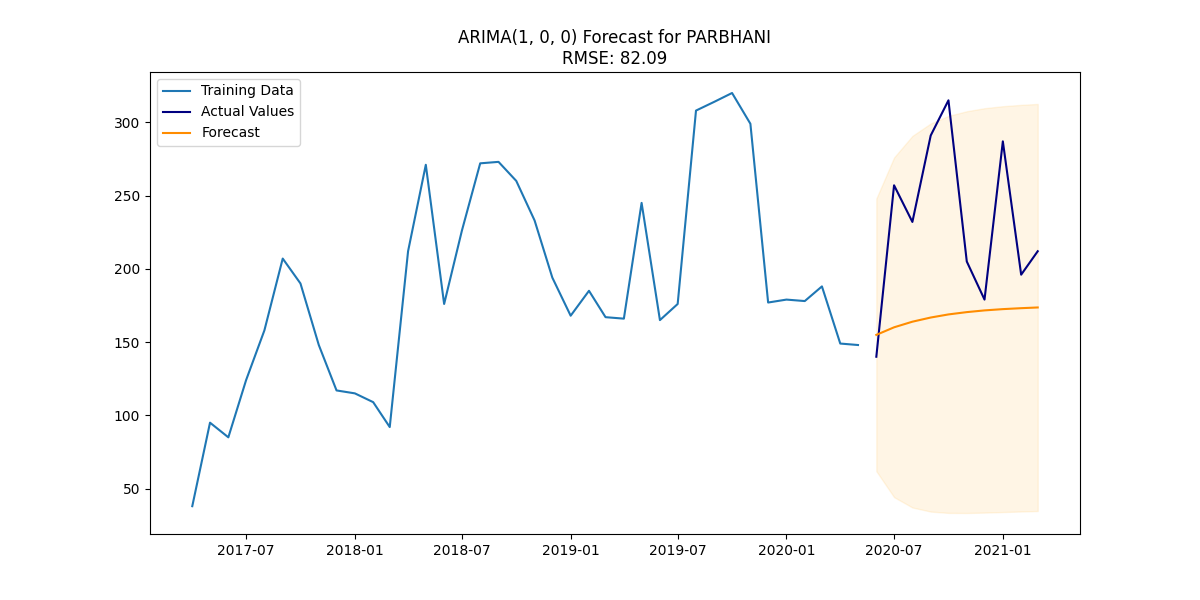 ARIMA(1, 0, 0) Forecast for PARBHANI
RMSE: 82.09
Training Data
Actual Values
Forecast
300
250
200
150
100
50
2017-07 2018-01 2018-07 2019-01 2019-07 2020-01 2020-07 2021-01